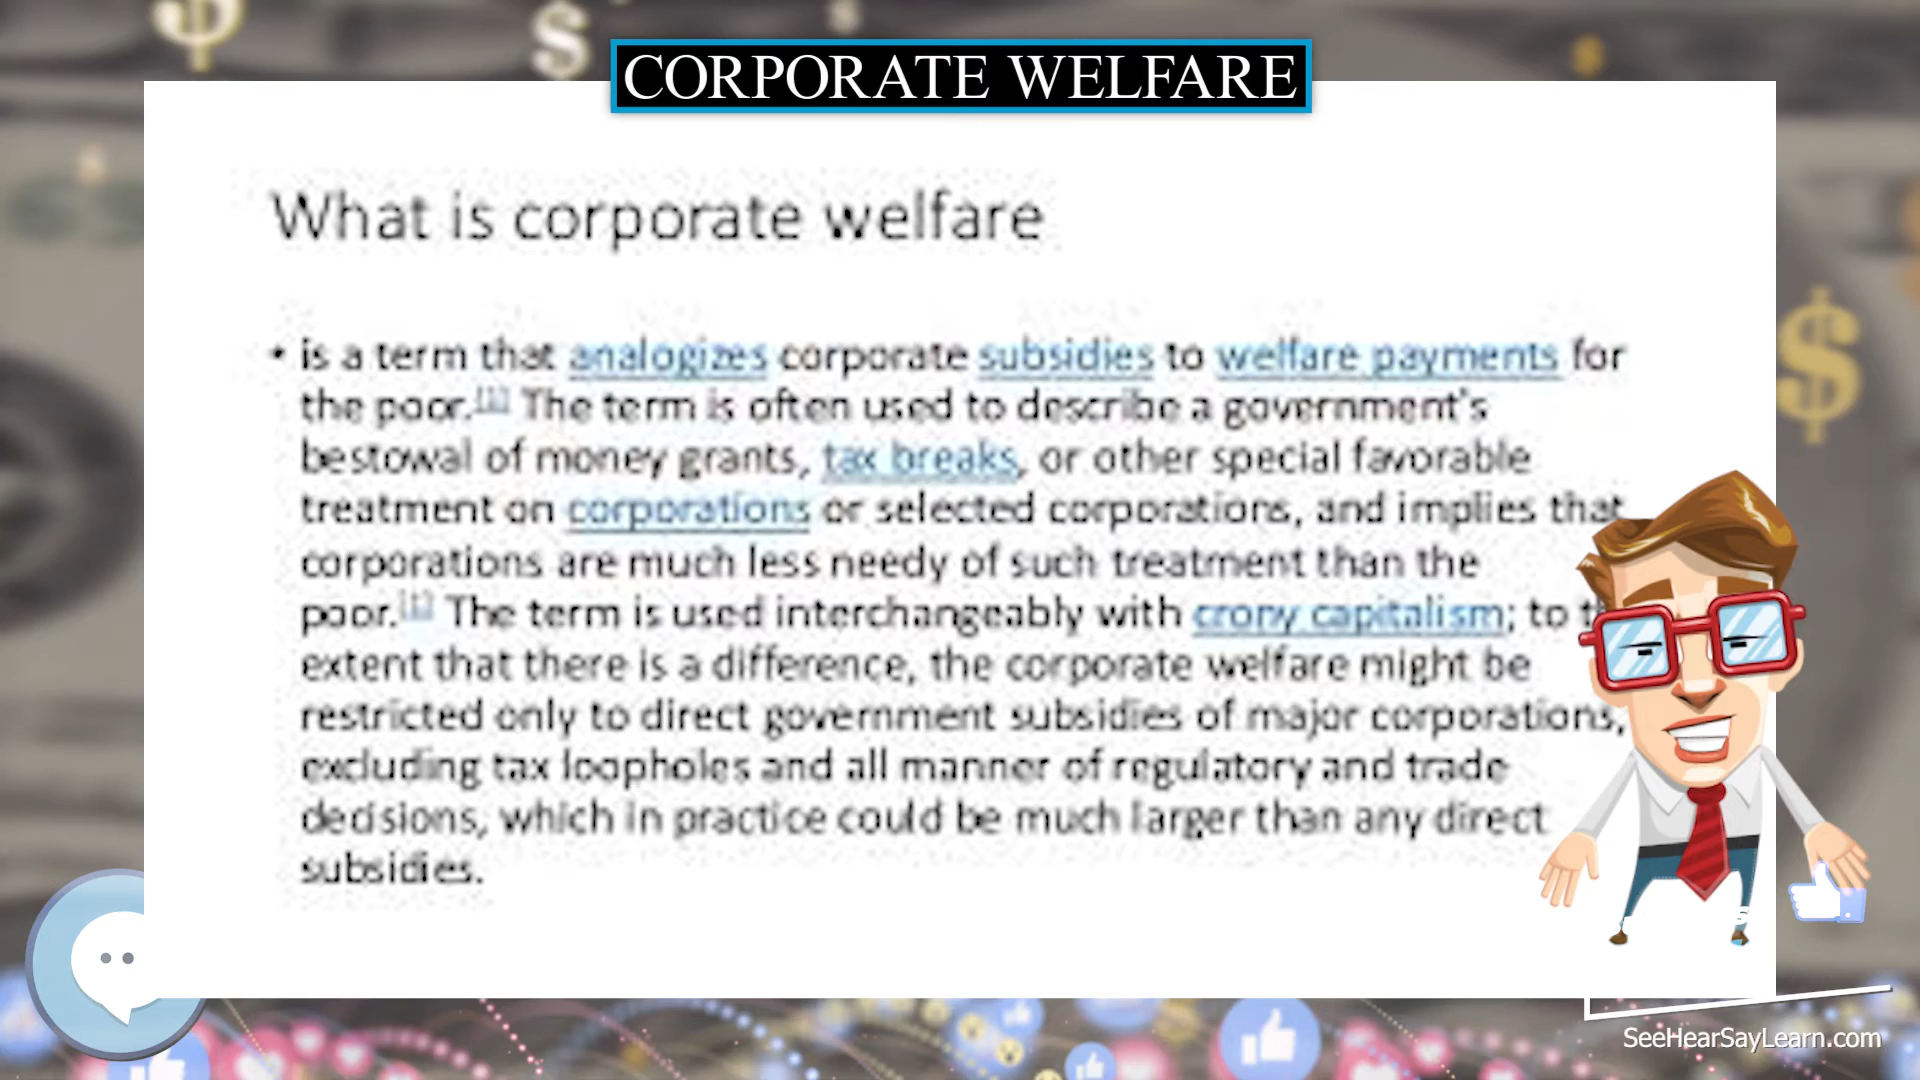 CORPORATE WELFARE
What is corporate welfare
• is a term that analogizes corporate subsidies to welfare payments for
the poor.[1] The term is often used to describe a government's
bestowal of money grants, tax breaks, or other special favorable
treatment on corporations or selected corporations, and implies that
corporations are much less needy of such treatment than the
poor.[1] The term is used interchangeably with crony capitalism; to
extent that there is a difference, the corporate welfare might be
restricted only to direct government subsidies of major corporations,
excluding tax loopholes and all manner of regulatory and trade
decisions, which in practice could be much larger than any direct
subsidies.
SeeHearSayLearn.com